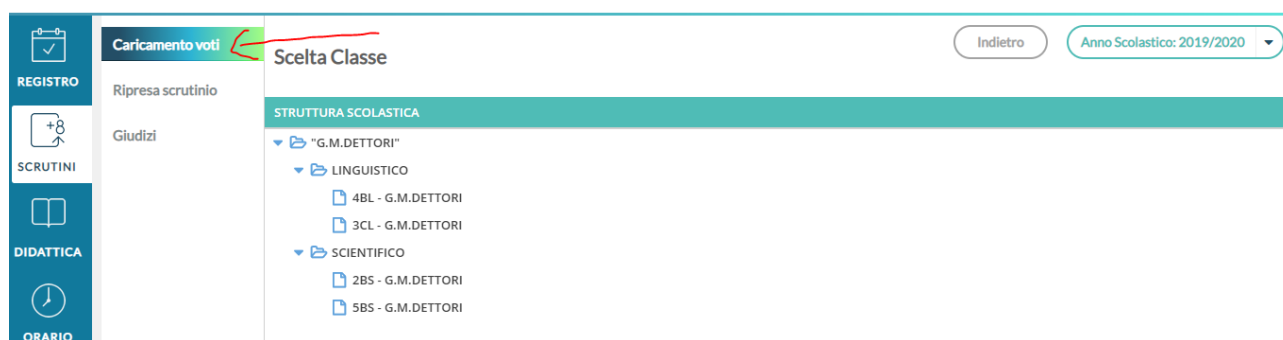 REGISTRO
+8
SCRUTINI
DIDATTICA
ORARIO
Caricamento voti
Ripresa scrutinio
Giudizi
Scelta Classe
Indietro
Anno Scolastico: 2019/2020
STRUTTURA SCOLASTICA
"G.M.DETTORI"
LINGUISTICO
4BL - G.M.DETTORI
3CL - G.M.DETTORI
SCIENTIFICO
2BS - G.M.DETTORI
5BS - G.M.DETTORI